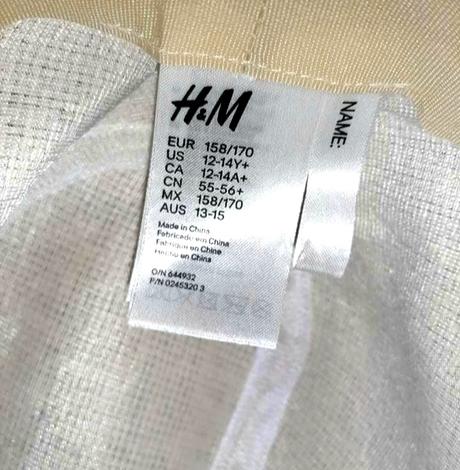 H&M
EUR 158/170
US 12-14Y+
CA 12-14A+
CN 55-56+
MX 158/170
AUS 13-15
Made in China
Fabricado en China
Fabriqué en Chine
Hecho en China
O/N 644932
P/N 0245320 3
NAME: